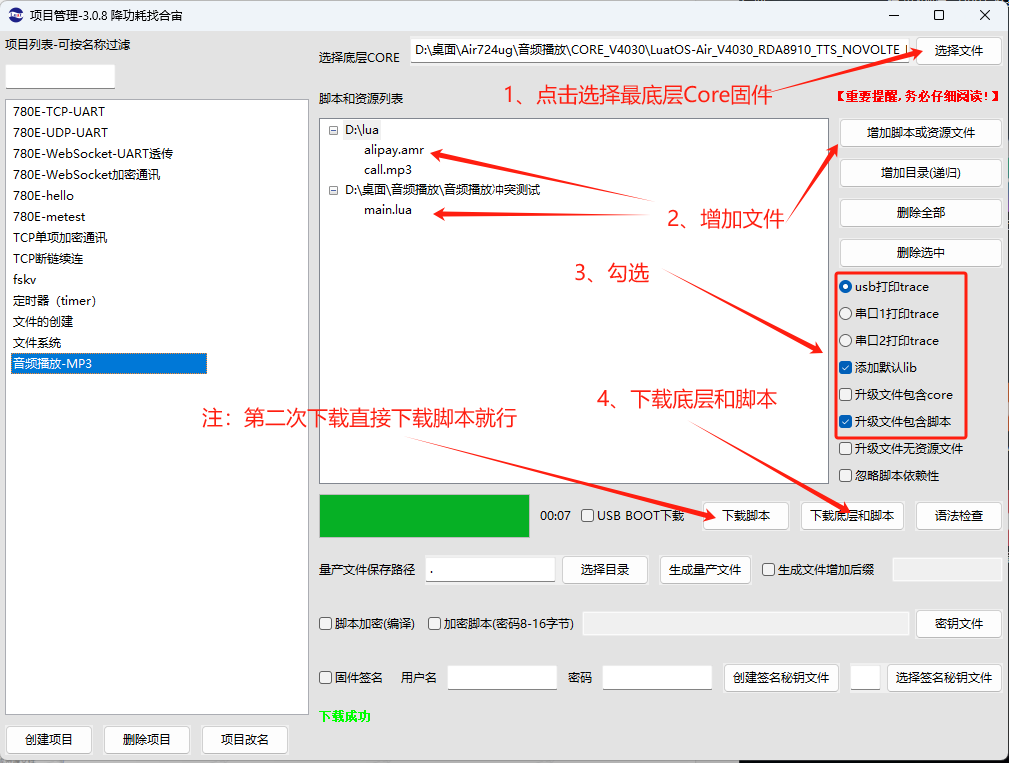 项目管理-3.0.8 降功耗找合宙
项目列表-可按名称过滤
780E-TCP-UART
780E-UDP-UART
780E-WebSocket-UART透传
780E-WebSocket加密通讯
780E-hello
780E-metest
TCP单项加密通讯
TCP断链续连
fskv
定时器（timer）
文件的创建
文件系统
音频播放-MP3
创建项目
删除项目
项目改名
选择底层CORE
D:\桌面\Air724ug\音频播放\CORE_V4030\LuatOS-Air_V4030_RDA8910_TTS_NOVOLTE
选择文件
1、点击选择最底层Core固件
【重要提醒,务必仔细阅读!】
脚本和资源列表
D:\lua
alipay.amr
call.mp3
D:\桌面\音频播放\音频播放冲突测试
main.lua
2、增加文件
3、勾选
4、下载底层和脚本
注：第二次下载直接下载脚本就行
增加脚本或资源文件
增加目录(递归)
删除全部
删除选中
usb打印trace
串口1打印trace
串口2打印trace
添加默认lib
升级文件包含core
升级文件包含脚本
升级文件无资源文件
忽略脚本依赖性
00:07
USB BOOT下载
下载脚本
下载底层和脚本
语法检查
量产文件保存路径
.
选择目录
生成量产文件
生成文件增加后缀
脚本加密(编译)
加密脚本(密码8-16字节)
密钥文件
固件签名
用户名
密码
创建签名秘钥文件
选择签名秘钥文件
下载成功